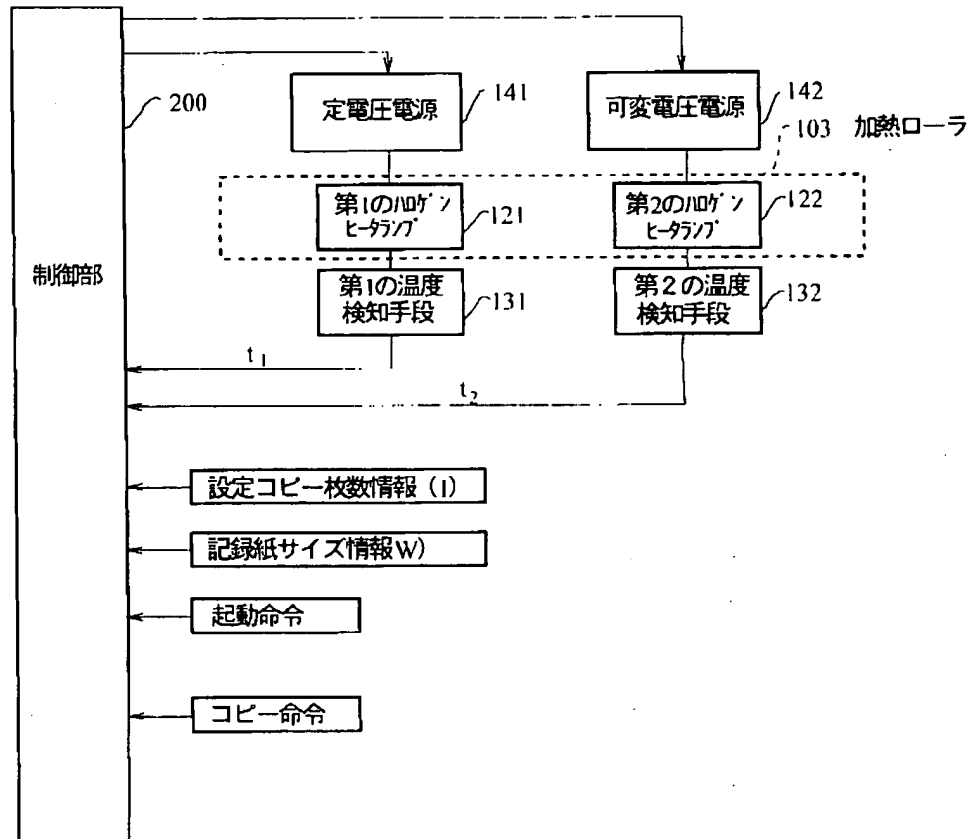 200
定電圧電源
141
可変電圧電源
142
103 加熱ローラ
第1のハロゲン
ヒータランプ
121
第2のハロゲン
ヒータランプ
122
制御部
第1の温度
検知手段
131
第2の温度
検知手段
132
t1
t2
設定コピー枚数情報(I)
記録紙サイズ情報W)
起動命令
コピー命令